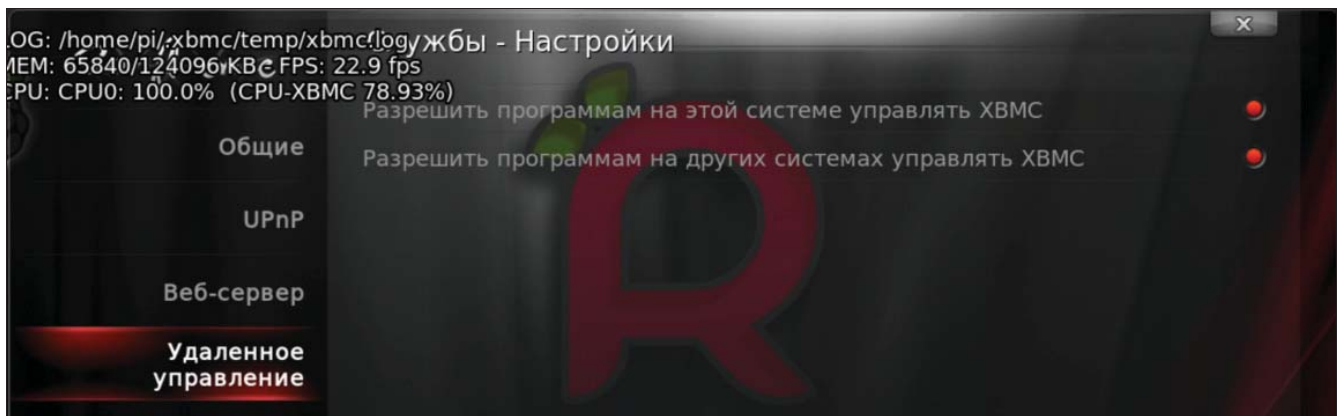 LOG: /home/pi/.xbmc/temp/xbmc.log
Службы - Настройки
MEM: 65840/124096 KB FPS: 22.9 fps
CPU: CPU0: 100.0% (CPU-XBMC 78.93%)
Разрешить программам на этой системе управлять XBMC
Общие
Разрешить программам на других системах управлять XBMC
UPnP
Веб-сервер
Удаленное
управление
R